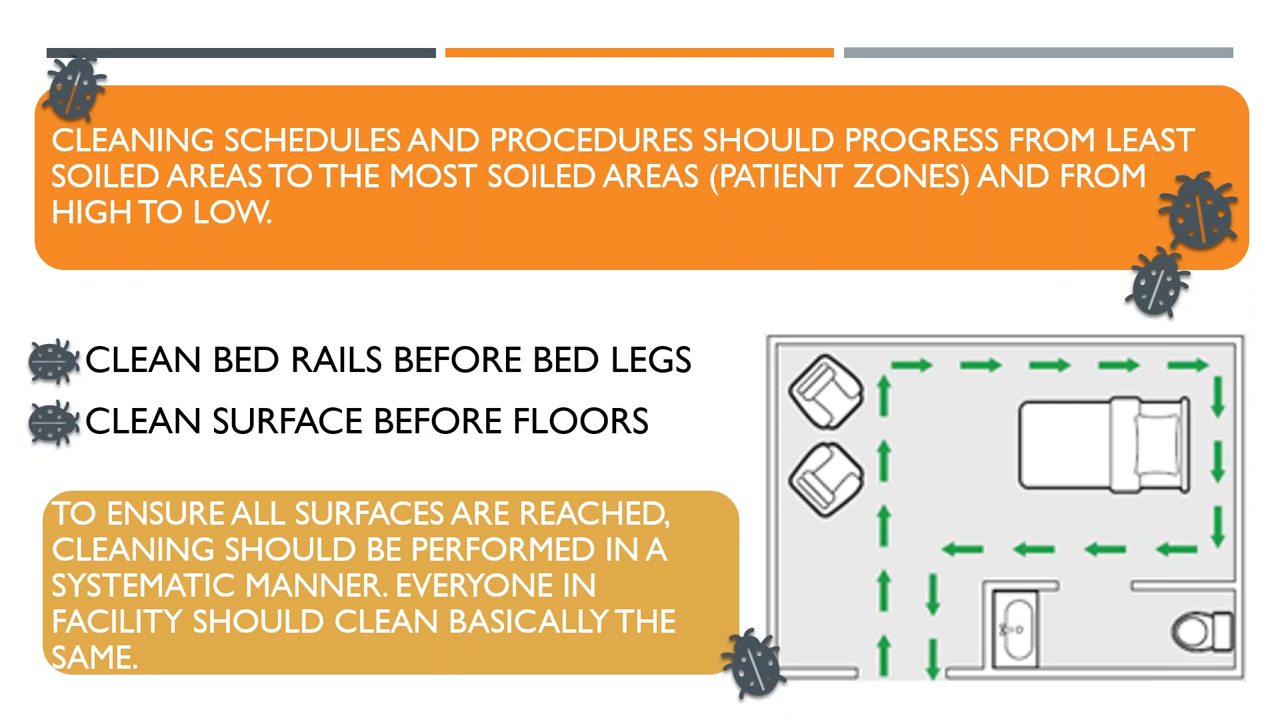 CLEANING SCHEDULES AND PROCEDURES SHOULD PROGRESS FROM LEAST
SOILED AREAS TO THE MOST SOILED AREAS (PATIENT ZONES) AND FROM
HIGH TO LOW.
CLEAN BED RAILS BEFORE BED LEGS
CLEAN SURFACE BEFORE FLOORS
TO ENSURE ALL SURFACES ARE REACHED,
CLEANING SHOULD BE PERFORMED IN A
SYSTEMATIC MANNER. EVERYONE IN
FACILITY SHOULD CLEAN BASICALLY THE
SAME.